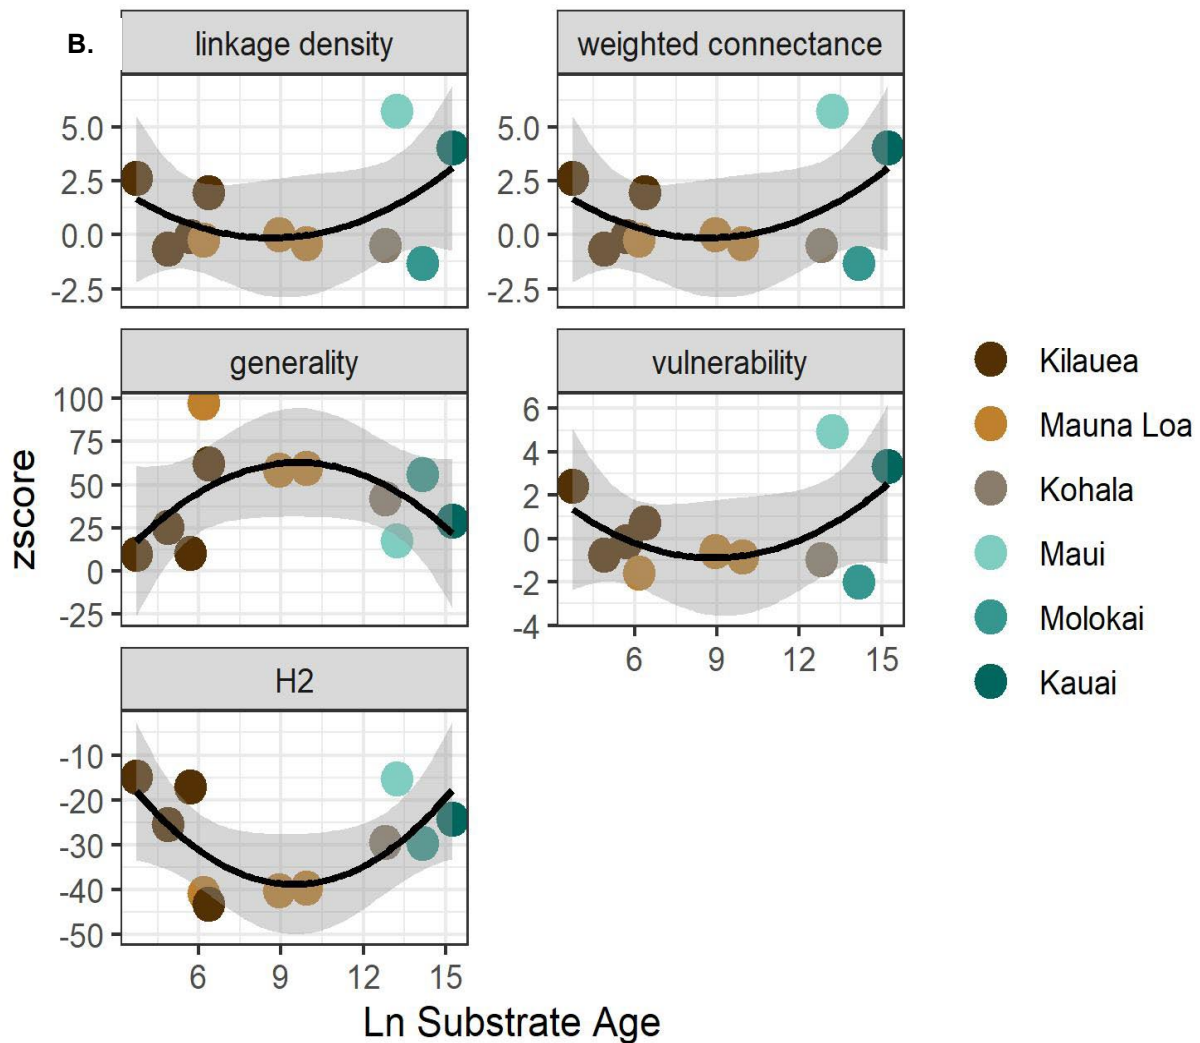 B.
linkage density
weighted connectance
5.0
2.5
0.0
-2.5
5.0
2.5
0.0
-2.5
generality
vulnerability
100
75
50
25
0
-25
6
4
2
0
-2
-4
6 9 12 15
zscore
H2
-10
-20
-30
-40
-50
6 9 12 15
Ln Substrate Age
Kilauea
Mauna Loa
Kohala
Maui
Molokai
Kauai